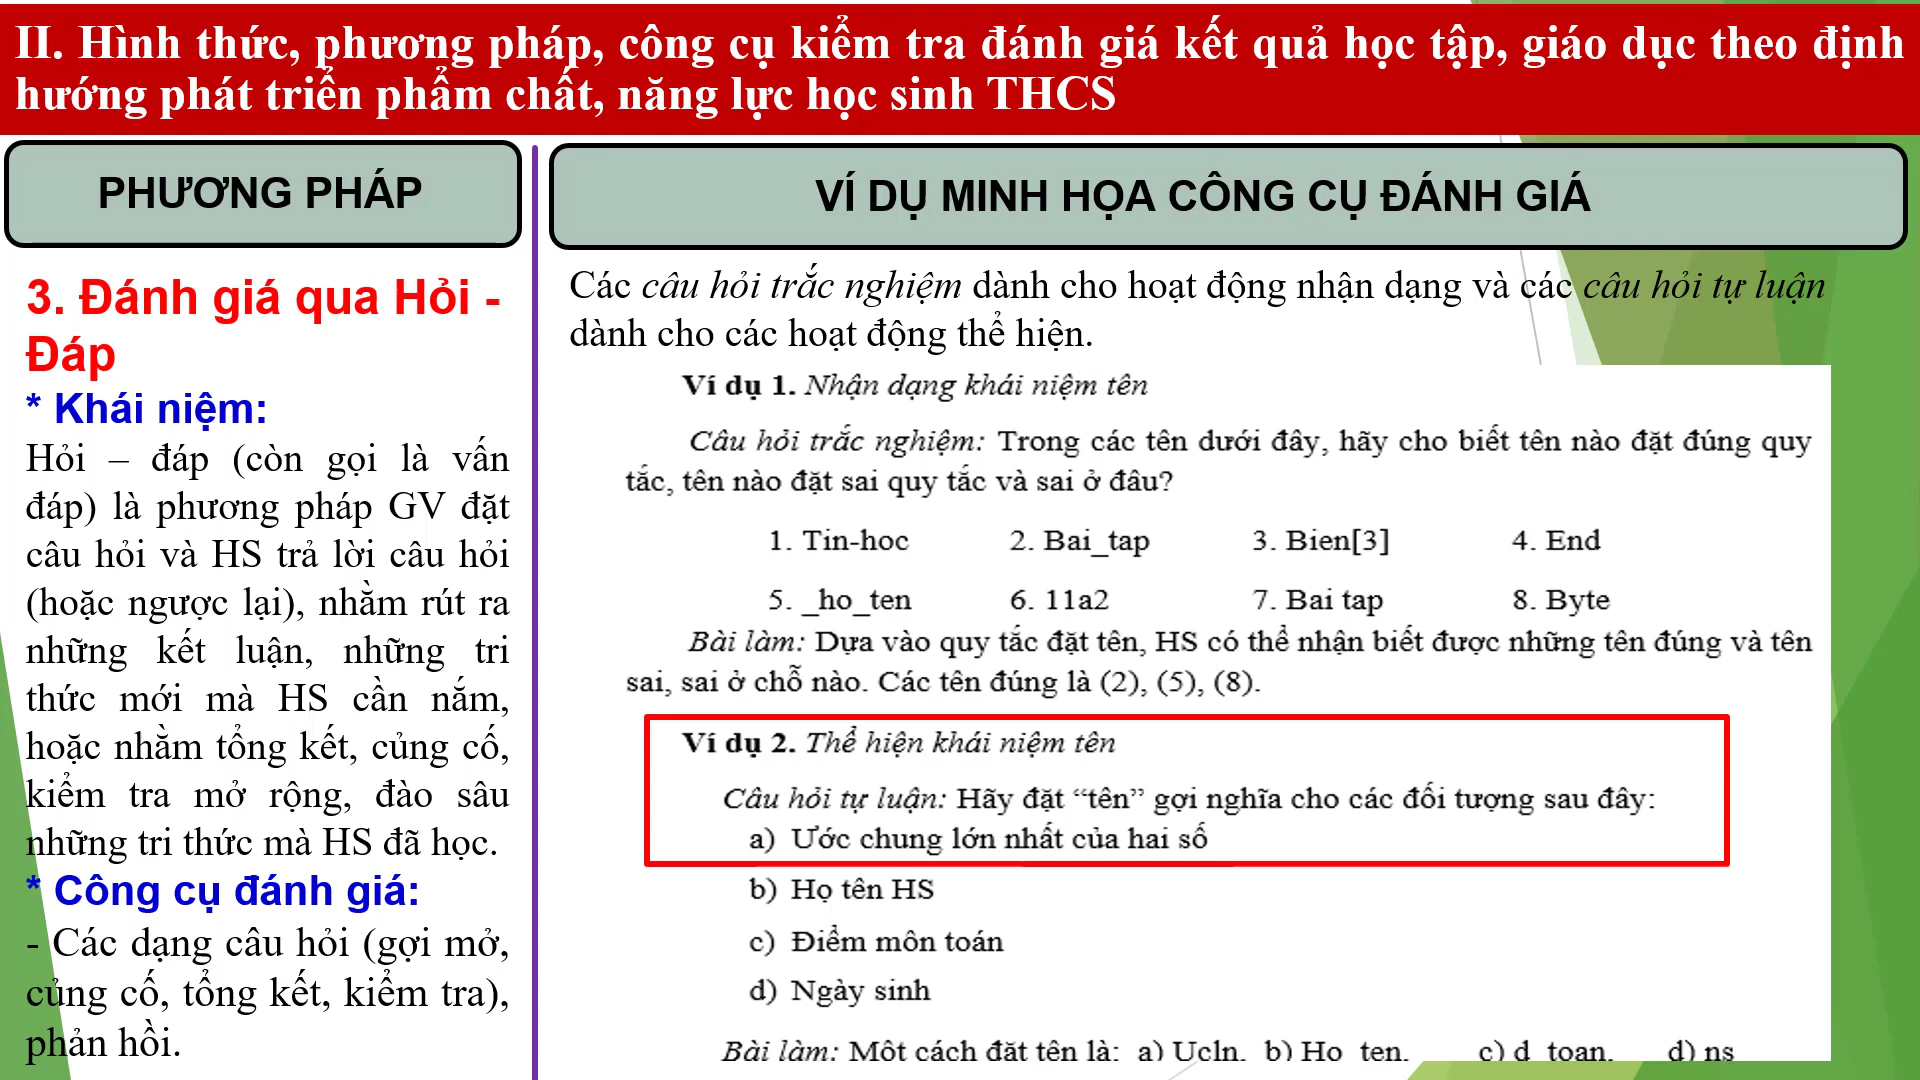 II. Hình thức, phương pháp, công cụ kiểm tra đánh giá kết quả học tập, giáo dục theo định
hướng phát triển phẩm chất, năng lực học sinh THCS
PHƯƠNG PHÁP
3. Đánh giá qua Hỏi -
Đáp
* Khái niệm:
Hỏi – đáp (còn gọi là vấn
đáp) là phương pháp GV đặt
câu hỏi và HS trả lời câu hỏi
(hoặc ngược lại), nhằm rút ra
những kết luận, những tri
thức mới mà HS cần nắm,
hoặc nhằm tổng kết, củng cố,
kiểm tra mở rộng, đào sâu
những tri thức mà HS đã học.
* Công cụ đánh giá:
- Các dạng câu hỏi (gợi mở,
củng cố, tổng kết, kiểm tra),
phản hồi.
VÍ DỤ MINH HỌA CÔNG CỤ ĐÁNH GIÁ
Các câu hỏi trắc nghiệm dành cho hoạt động nhận dạng và các câu hỏi tự luận
dành cho các hoạt động thể hiện.
Ví dụ 1. Nhận dạng khái niệm tên
Câu hỏi trắc nghiệm: Trong các tên dưới đây, hãy cho biết tên nào đặt đúng quy
tắc, tên nào đặt sai quy tắc và sai ở đâu?
1. Tin-hoc 2. Bai_tap 3. Bien[3] 4. End
5. _ho_ten 6. 11a2 7. Bai tap 8. Byte
Bài làm: Dựa vào quy tắc đặt tên, HS có thể nhận biết được những tên đúng và tên
sai, sai ở chỗ nào. Các tên đúng là (2), (5), (8).
Ví dụ 2. Thể hiện khái niệm tên
Câu hỏi tự luận: Hãy đặt “tên” gợi nghĩa cho các đối tượng sau đây:
a) Ước chung lớn nhất của hai số
b) Họ tên HS
c) Điểm môn toán
d) Ngày sinh
Bài làm: Một cách đặt tên là: a) Ucln, b) Ho_ten, c) d_toan, d) ns